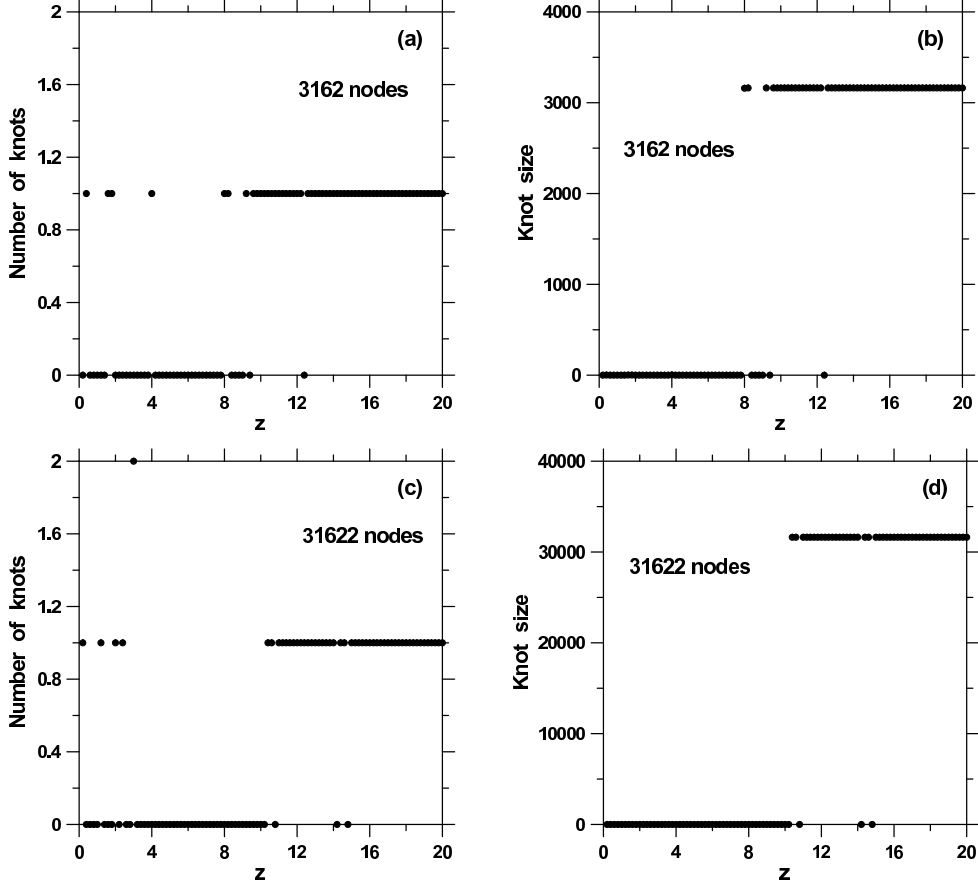 2
1.6
1.2
0.8
0.4
0
Number of knots
(a)
3162 nodes
0 4 8 12 16 20
z
4000
3000
2000
1000
0
Knot size
(b)
3162 nodes
0 4 8 12 16 20
z
2
1.6
1.2
0.8
0.4
0
Number of knots
(c)
31622 nodes
0 4 8 12 16 20
z
40000
30000
20000
10000
0
Knot size
(d)
31622 nodes
0 4 8 12 16 20
z